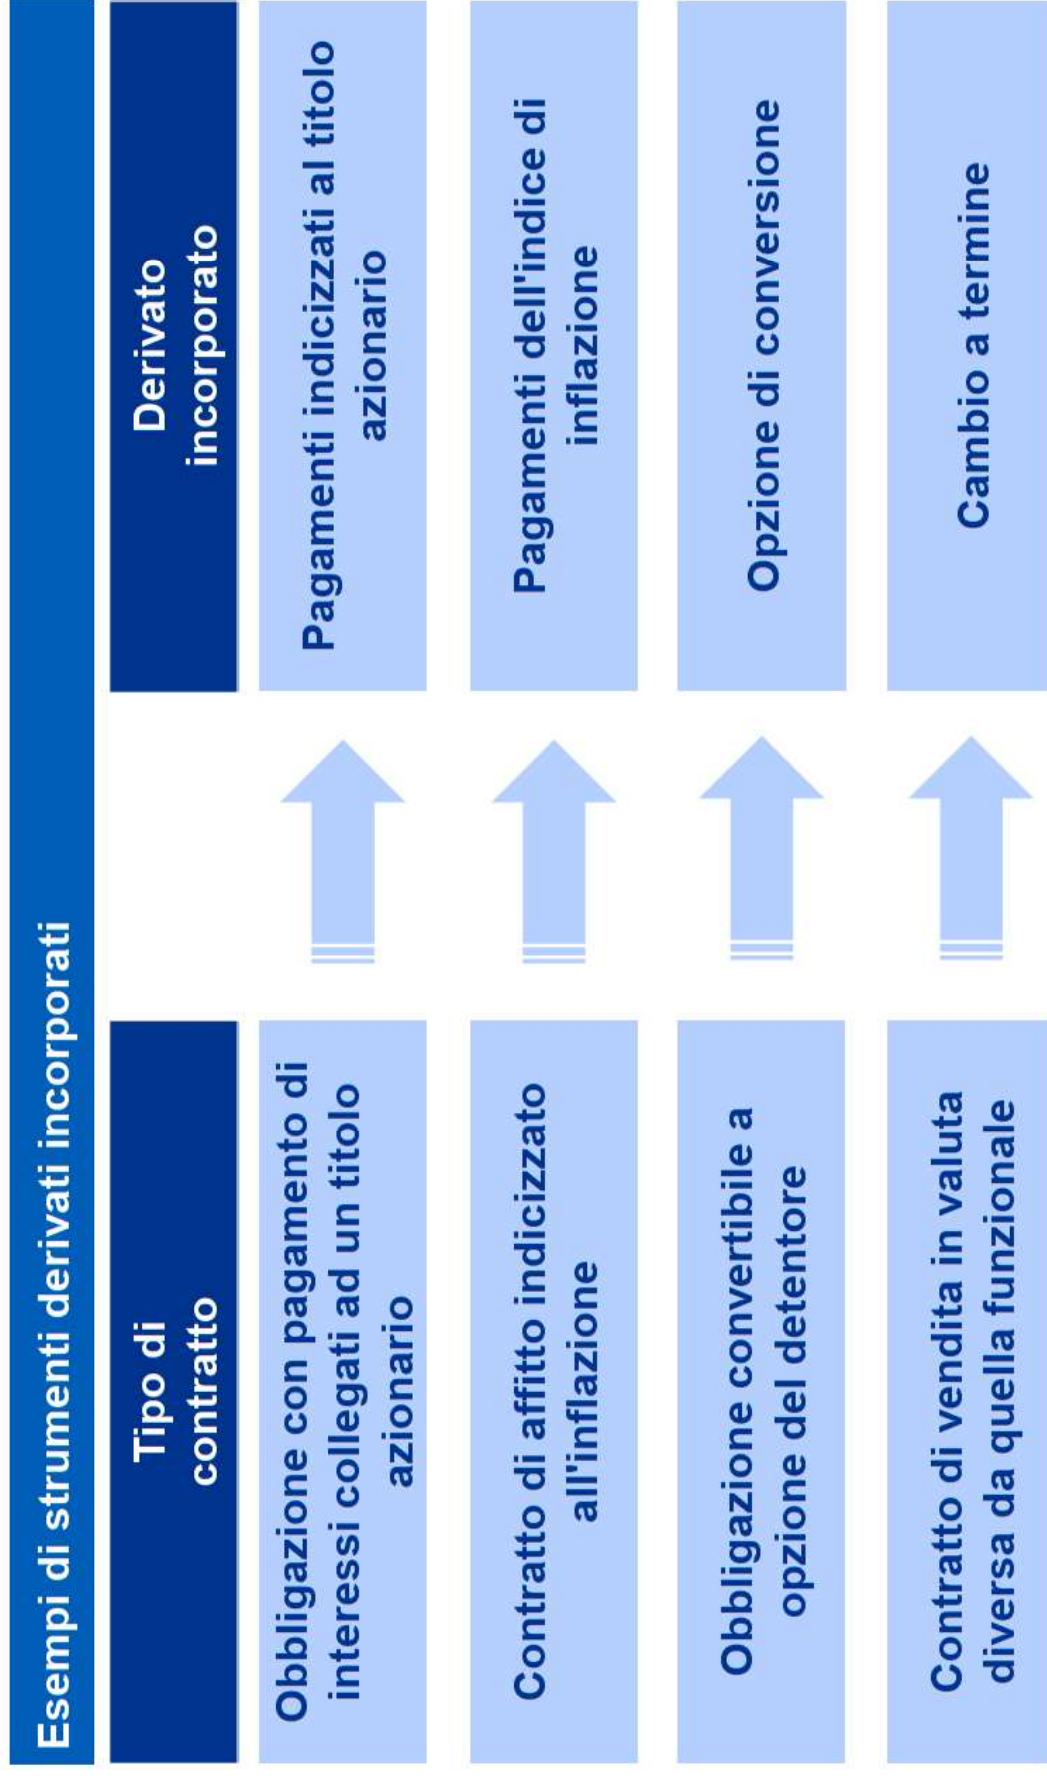 Esempi di strumenti derivati incorporati
Tipo di
contratto
Derivato
incorporato
Obbligazione con pagamento di
interessi collegati ad un titolo
azionario
Pagamenti indicizzati al titolo
azionario
Contratto di affitto indicizzato
all'inflazione
Pagamenti dell'indice di
inflazione
Obbligazione convertibile a
opzione del detentore
Opzione di conversione
Contratto di vendita in valuta
diversa da quella funzionale
Cambio a termine